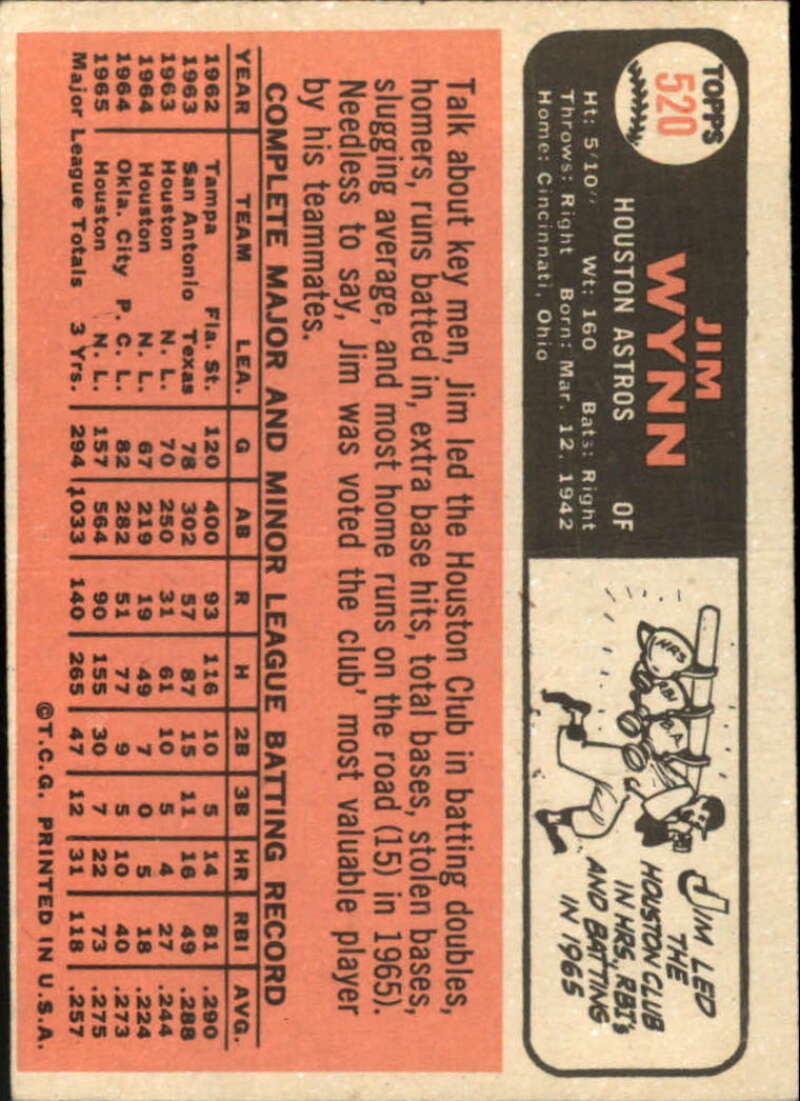 TOPPS
520
JIM
WYNN
HOUSTON ASTROS OF
Ht: 5'10" Wt: 160 Bats: Right
Throws: Right Born: Mar. 12, 1942
Home: Cincinnati, Ohio
HRS
RBI
BA
JIM LED
THE
HOUSTON CLUB
IN HRS, RBI's
AND BATTING
IN 1965
Talk about key men, Jim led the Houston Club in batting doubles,
homers, runs batted in, extra base hits, total bases, stolen bases,
slugging average, and most home runs on the road (15) in 1965).
Needless to say, Jim was voted the club' most valuable player
by his teammates.
COMPLETE MAJOR AND MINOR LEAGUE BATTING RECORD
YEAR TEAM LEA. G AB R H 2B 3B HR RBI AVG.
1962 Tampa Fla. St. 120 400 93 116 10 5 14 81 .290
1963 San Antonio Texas 78 302 57 87 15 11 16 49 .288
1963 Houston N. L. 70 250 31 61 10 5 4 27 .244
1964 Houston N. L. 67 219 19 49 7 0 5 18 .224
1964 Okla. City P. C. L. 82 282 51 77 9 5 10 40 .273
1965 Houston N. L. 157 564 90 155 30 7 22 73 .275
Major League Totals 3 Yrs. 294 1033 140 265 47 12 31 118 .257
©T.C.G. PRINTED IN U.S.A.